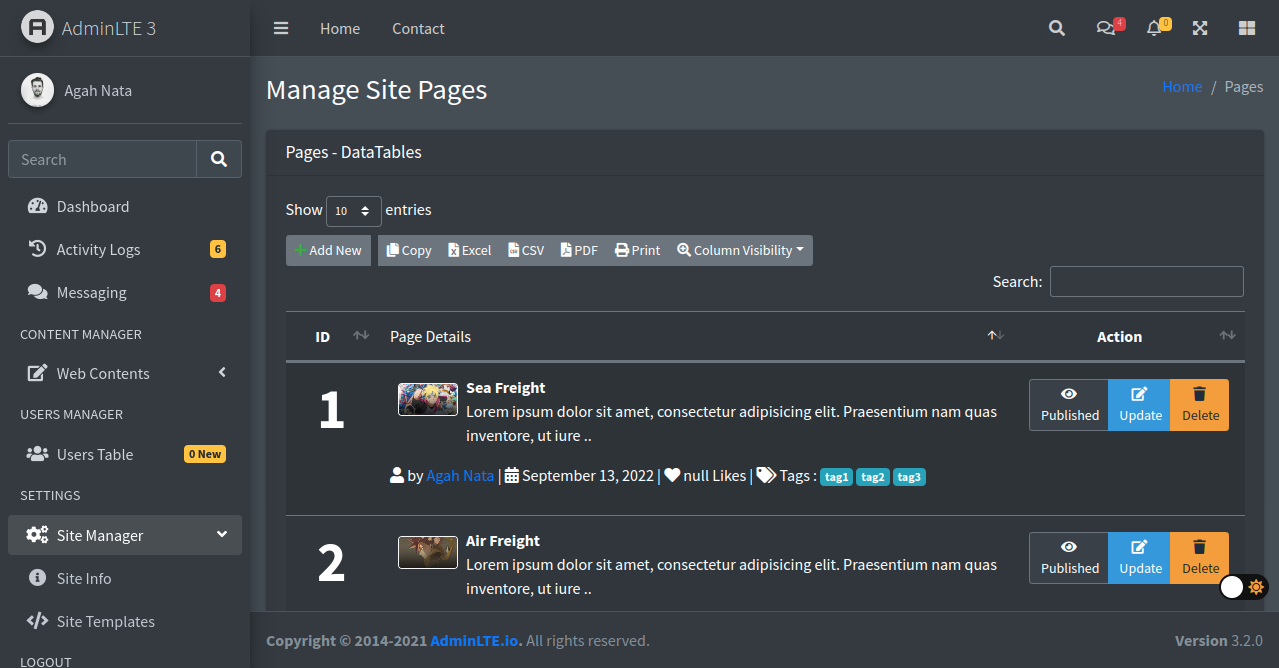 AdminLTE 3
Home
Contact
4
0
Agah Nata
Search
Dashboard
Activity Logs
6
Messaging
4
CONTENT MANAGER
Web Contents
USERS MANAGER
Users Table
0 New
SETTINGS
Site Manager
Site Info
Site Templates
LOGOUT
Manage Site Pages
Home / Pages
Pages - DataTables
Show 10 entries
Add New
Copy
Excel
CSV
PDF
Print
Column Visibility
Search:
ID
Page Details
Action
1
Sea Freight
Lorem ipsum dolor sit amet, consectetur adipisicing elit. Praesentium nam quas
inventore, ut iure ..
by Agah Nata | September 13, 2022 | null Likes | Tags : tag1 tag2 tag3
Published
Update
Delete
2
Air Freight
Lorem ipsum dolor sit amet, consectetur adipisicing elit. Praesentium nam quas
inventore, ut iure ..
Published
Update
Delete
Copyright © 2014-2021 AdminLTE.io. All rights reserved.
Version 3.2.0